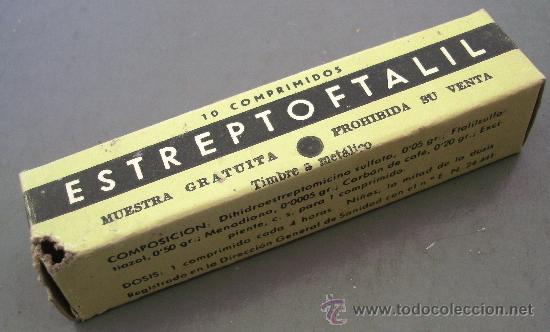 10 COMPRIMIDOS
ESTREPTOFTALIL
MUESTRA GRATUITA PROHIBIDA SU VENTA
Timbre a metálico
COMPOSICION: Dihidroestreptomicina sulfato, 0'05 gr.; Ftalilsulfa-
tiazol, 0'50 gr.; Menadiona, 0'0005 gr.; Carbón de café, 0'20 gr.; Exci-
piente, c. s. para 1 comprimido
DOSIS: 1 comprimido cada 4 horas Niños, la mitad de la dosis
Registrado en la Dirección General de Sanidad con el n.º E. N. 24.441
www.todocoleccion.net